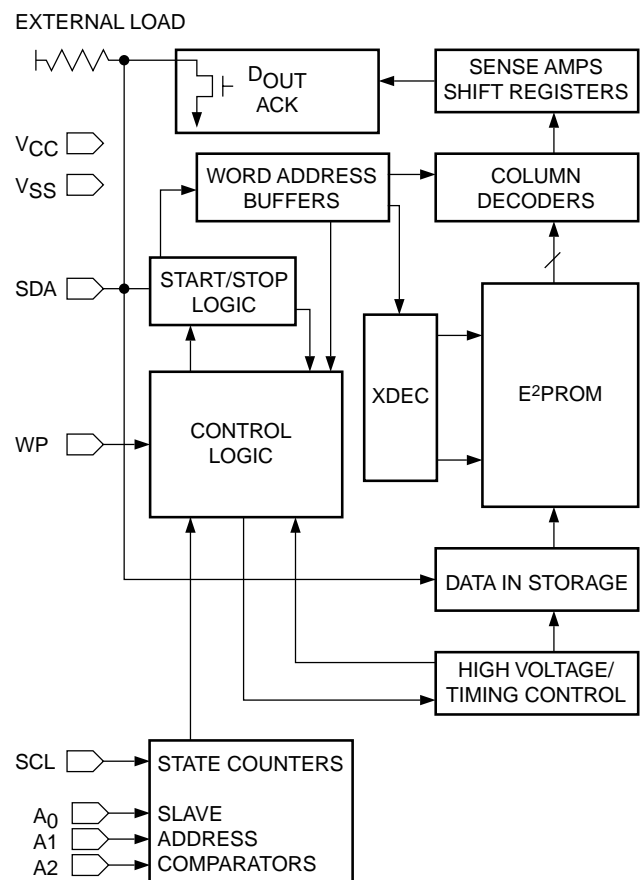 EXTERNAL LOAD
DOUT
ACK
SENSE AMPS
SHIFT REGISTERS
VCC
VSS
WORD ADDRESS
BUFFERS
COLUMN
DECODERS
SDA
START/STOP
LOGIC
XDEC
E²PROM
WP
CONTROL
LOGIC
DATA IN STORAGE
HIGH VOLTAGE/
TIMING CONTROL
SCL
STATE COUNTERS
A0
SLAVE
A1
ADDRESS
A2
COMPARATORS